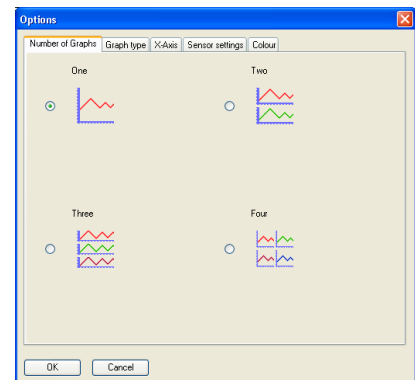 Options
Number of Graphs Graph type X-Axis Sensor settings Colour
One Two
Three Four
OK Cancel